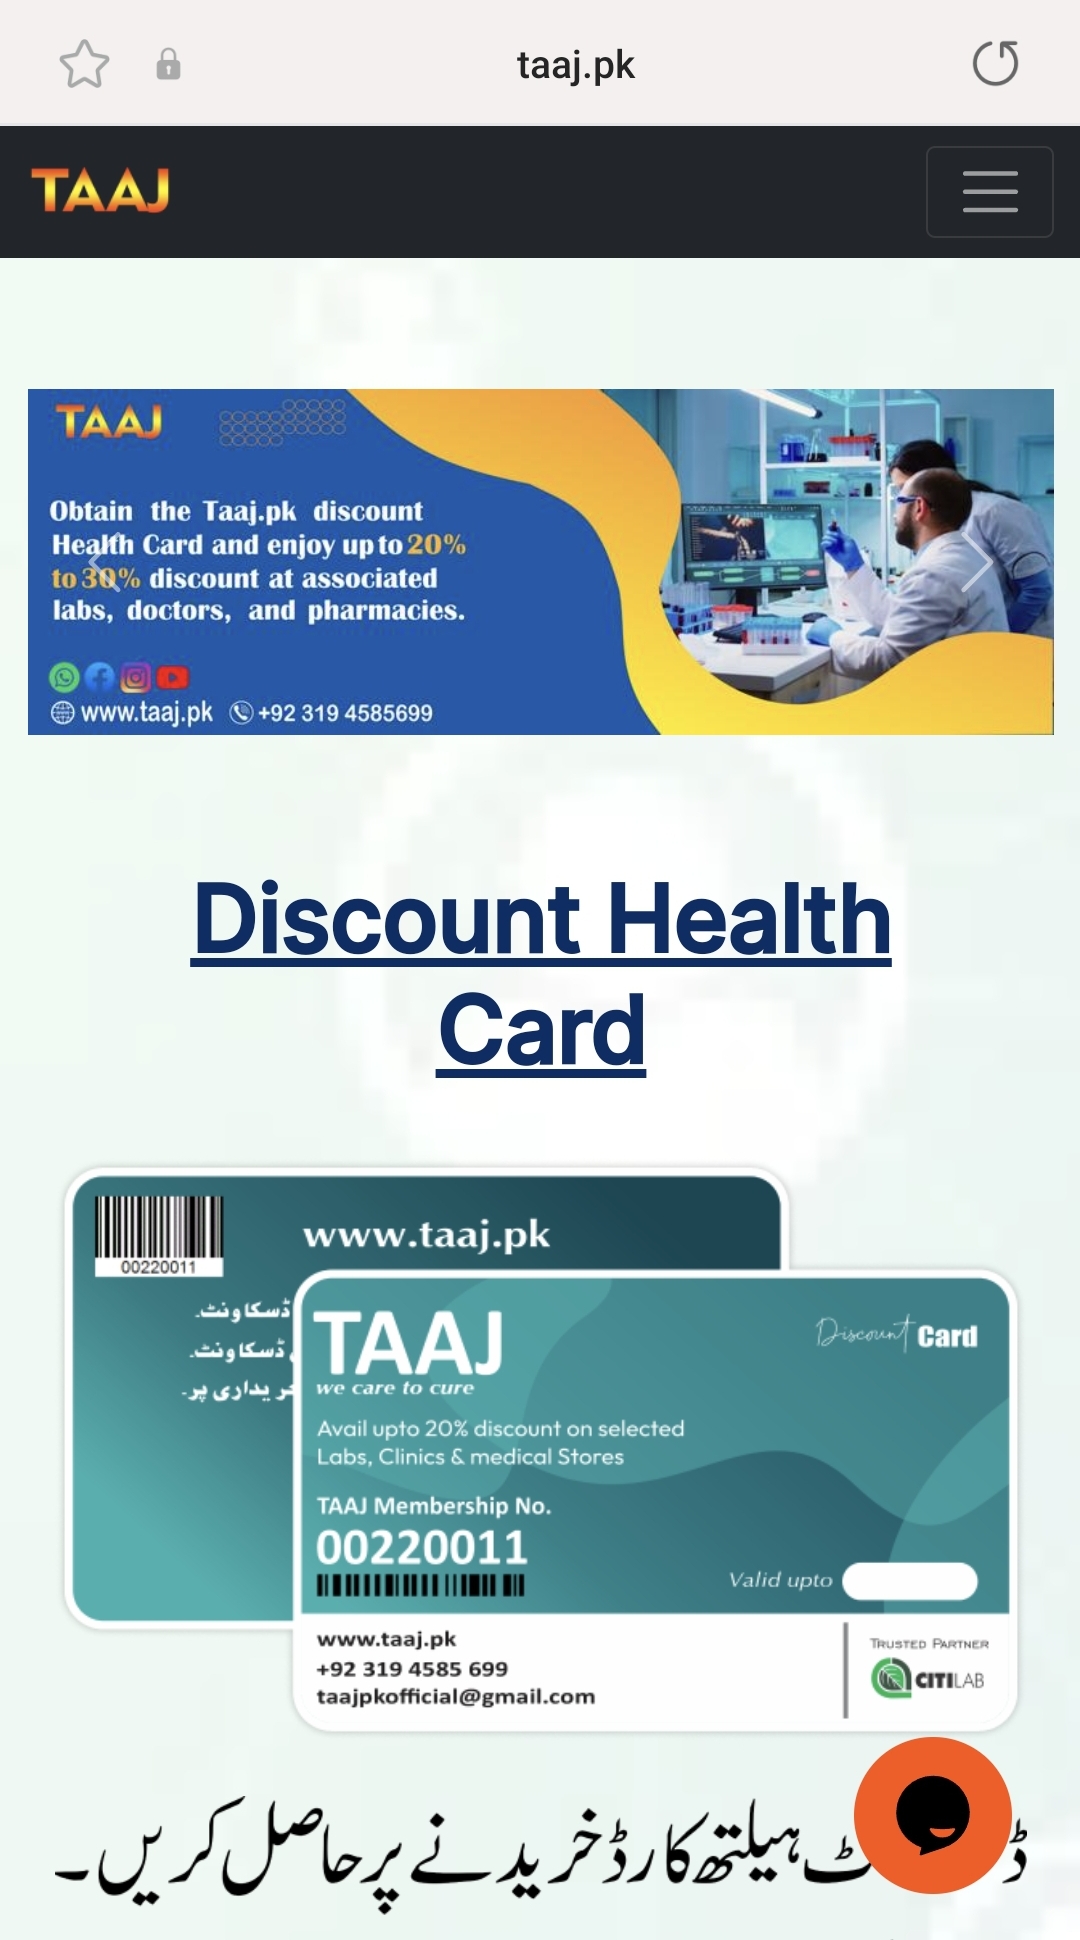 taaj.pk
TAAJ
TAAJ
Obtain the Taaj.pk discount
Health Card and enjoy up to 20%
to 30% discount at associated
labs, doctors, and pharmacies.
www.taaj.pk +92 319 4585699
Discount Health
Card
00220011
www.taaj.pk
ڈسکاونٹ۔
ڈسکاونٹ۔
خریداری پر۔
TAAJ
we care to cure
Discount Card
Avail upto 20% discount on selected
Labs, Clinics & medical Stores
TAAJ Membership No.
00220011
Valid upto
www.taaj.pk
+92 319 4585 699
taajpkofficial@gmail.com
TRUSTED PARTNER
CITILAB
ہیلتھ کارڈ خریدنے پر حاصل کریں۔